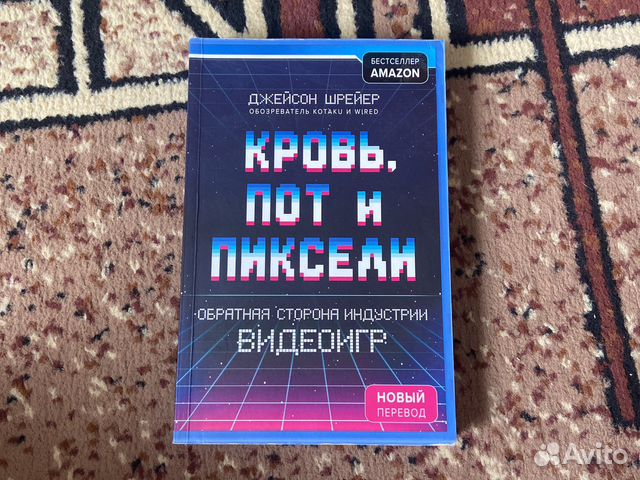 БЕСТСЕЛЛЕР
AMAZON
ДЖЕЙСОН ШРЕЙЕР
ОБОЗРЕВАТЕЛЬ KOTAKU И WIRED
КРОВЬ,
ПОТ и
ПИКСЕЛИ
ОБРАТНАЯ СТОРОНА ИНДУСТРИИ
ВИДЕОИГР
НОВЫЙ
ПЕРЕВОД
Avito